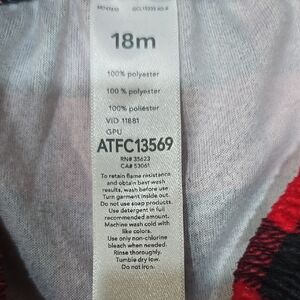 18m
100% polyester
100% polyester
100% poliéster
VID 11881
GPU
ATFC13569
RN# 35623
CA# 53061
To retain flame resistance
and obtain best wash
results, wash before use
Turn garment inside out.
Do not use soap products.
Use detergent in full
recommended amount.
Machine wash cold with
like colors.
Use only non-chlorine
bleach when needed.
Rinse thoroughly.
Tumble dry low.
Do not iron.